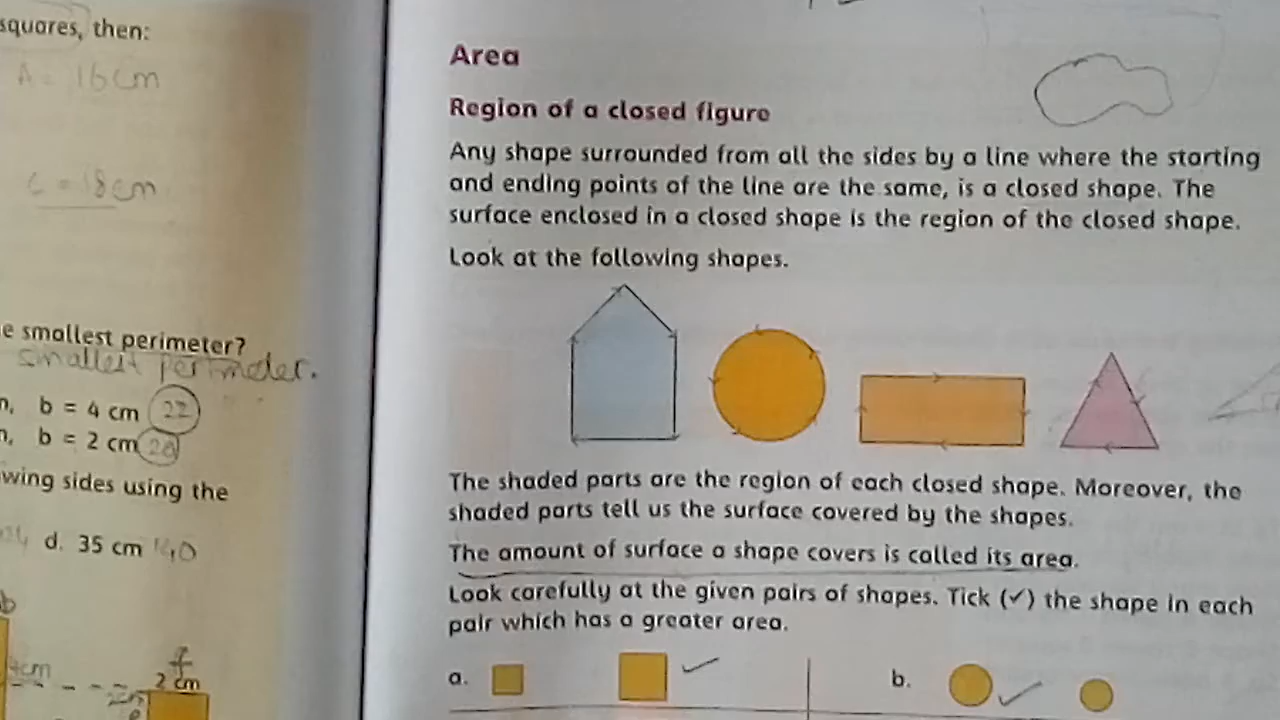 squares, then:
A = 16cm
C = 18cm
e smallest perimeter?
smallest perimeter.
b = 4 cm 22
b = 2 cm
wing sides using the
d. 35 cm 140
b
4cm
f
2 cm
Area
Region of a closed figure
Any shape surrounded from all the sides by a line where the starting
and ending points of the line are the same, is a closed shape. The
surface enclosed in a closed shape is the region of the closed shape.
Look at the following shapes.
The shaded parts are the region of each closed shape. Moreover, the
shaded parts tell us the surface covered by the shapes.
The amount of surface a shape covers is called its area.
Look carefully at the given pairs of shapes. Tick (✓) the shape in each
pair which has a greater area.
a. ✓ b. ✓